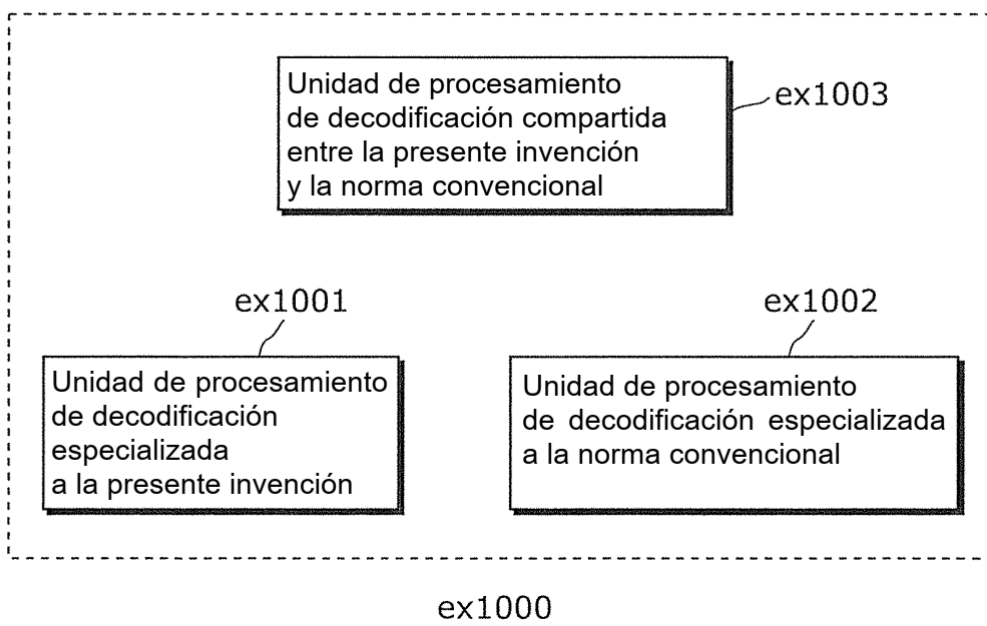 Unidad de procesamiento
de decodificación compartida
entre la presente invención
y la norma convencional
ex1003
ex1001
Unidad de procesamiento
de decodificación
especializada
a la presente invención
ex1002
Unidad de procesamiento
de decodificación especializada
a la norma convencional
ex1000